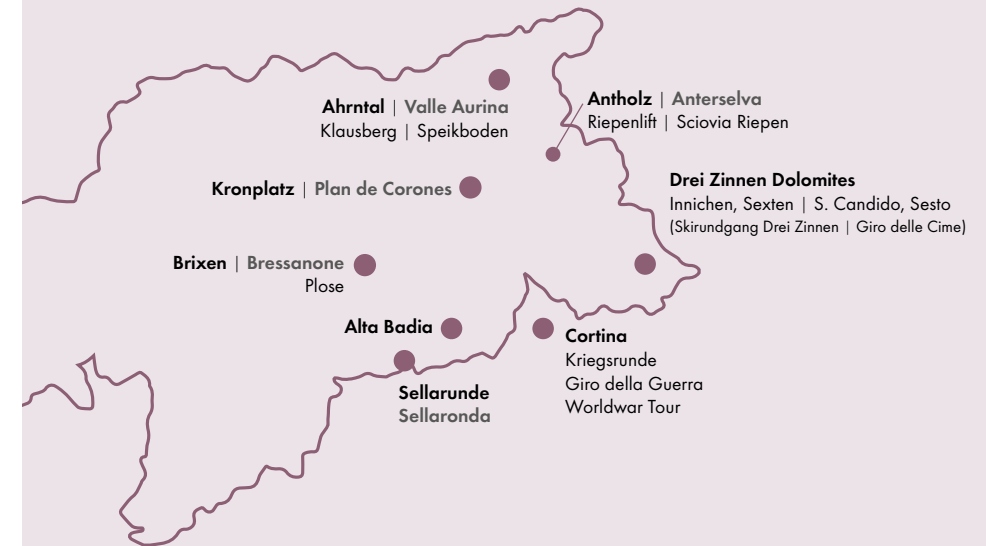 Ahrntal | Valle Aurina
Klausberg | Speikboden
Antholz | Anterselva
Riepenlift | Sciovia Riepen
Kronplatz | Plan de Corones
Drei Zinnen Dolomites
Innichen, Sexten | S. Candido, Sesto
(Skirundgang Drei Zinnen | Giro delle Cime)
Brixen | Bressanone
Plose
Alta Badia
Cortina
Kriegsrunde
Giro della Guerra
Worldwar Tour
Sellarunde
Sellaronda